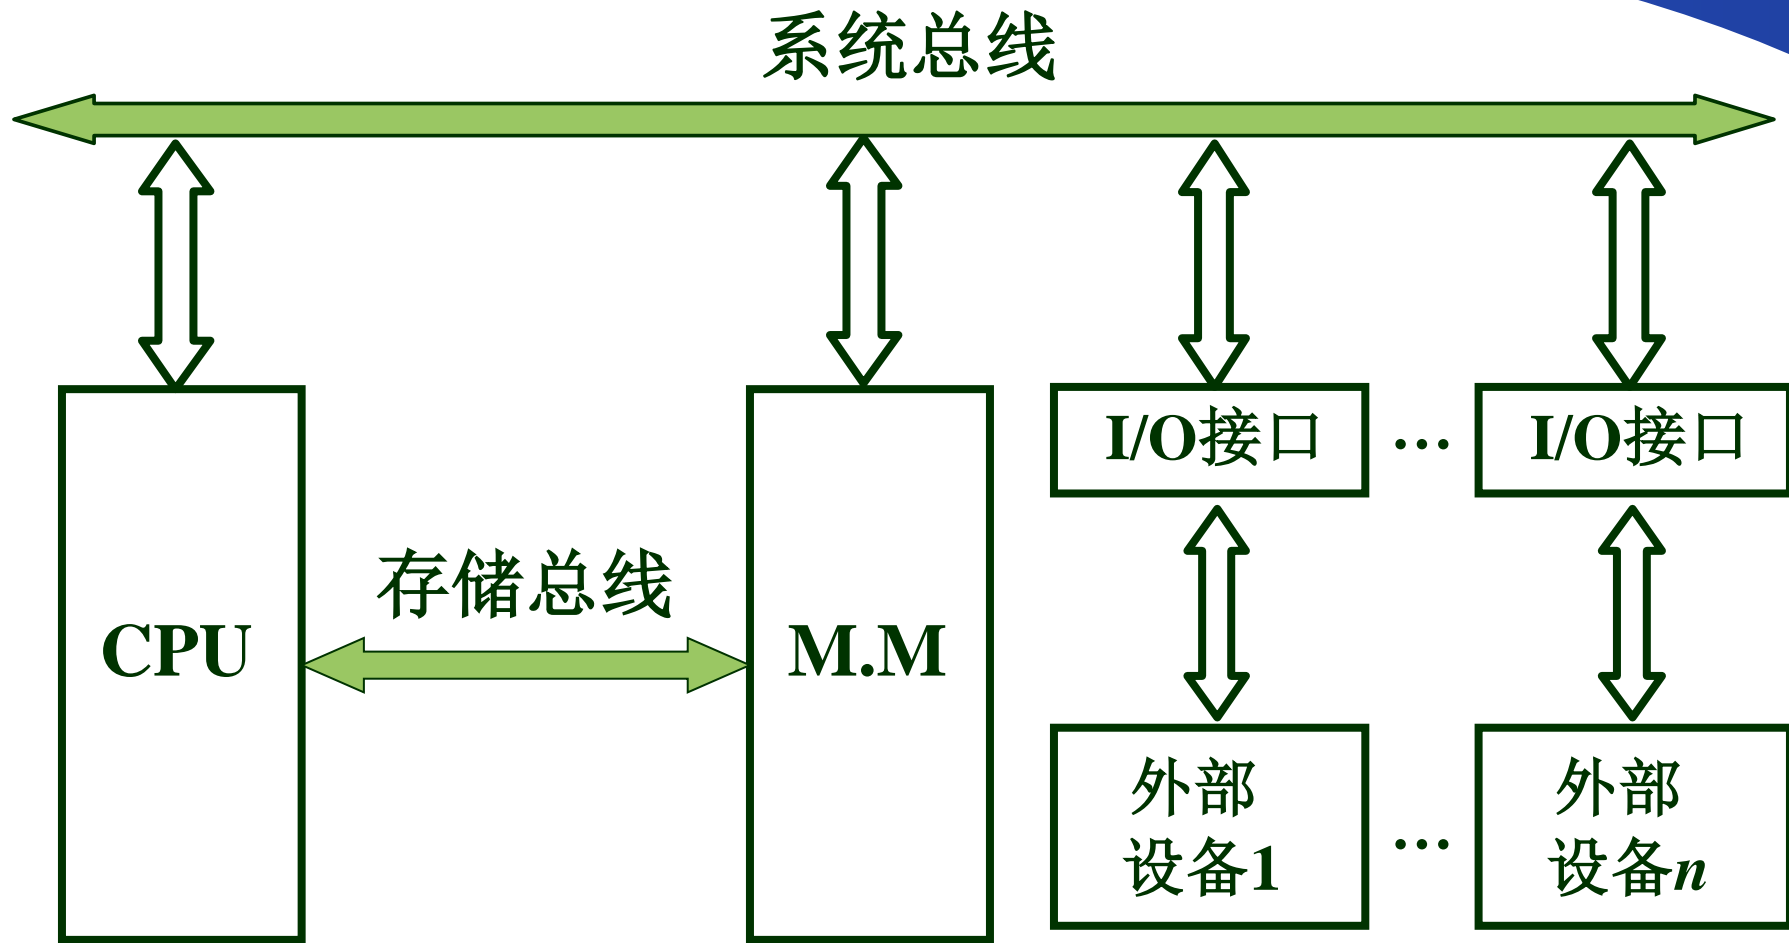 系统总线
I/O接口 … I/O接口
存储总线
CPU
M.M
外部
设备1
…
外部
设备n